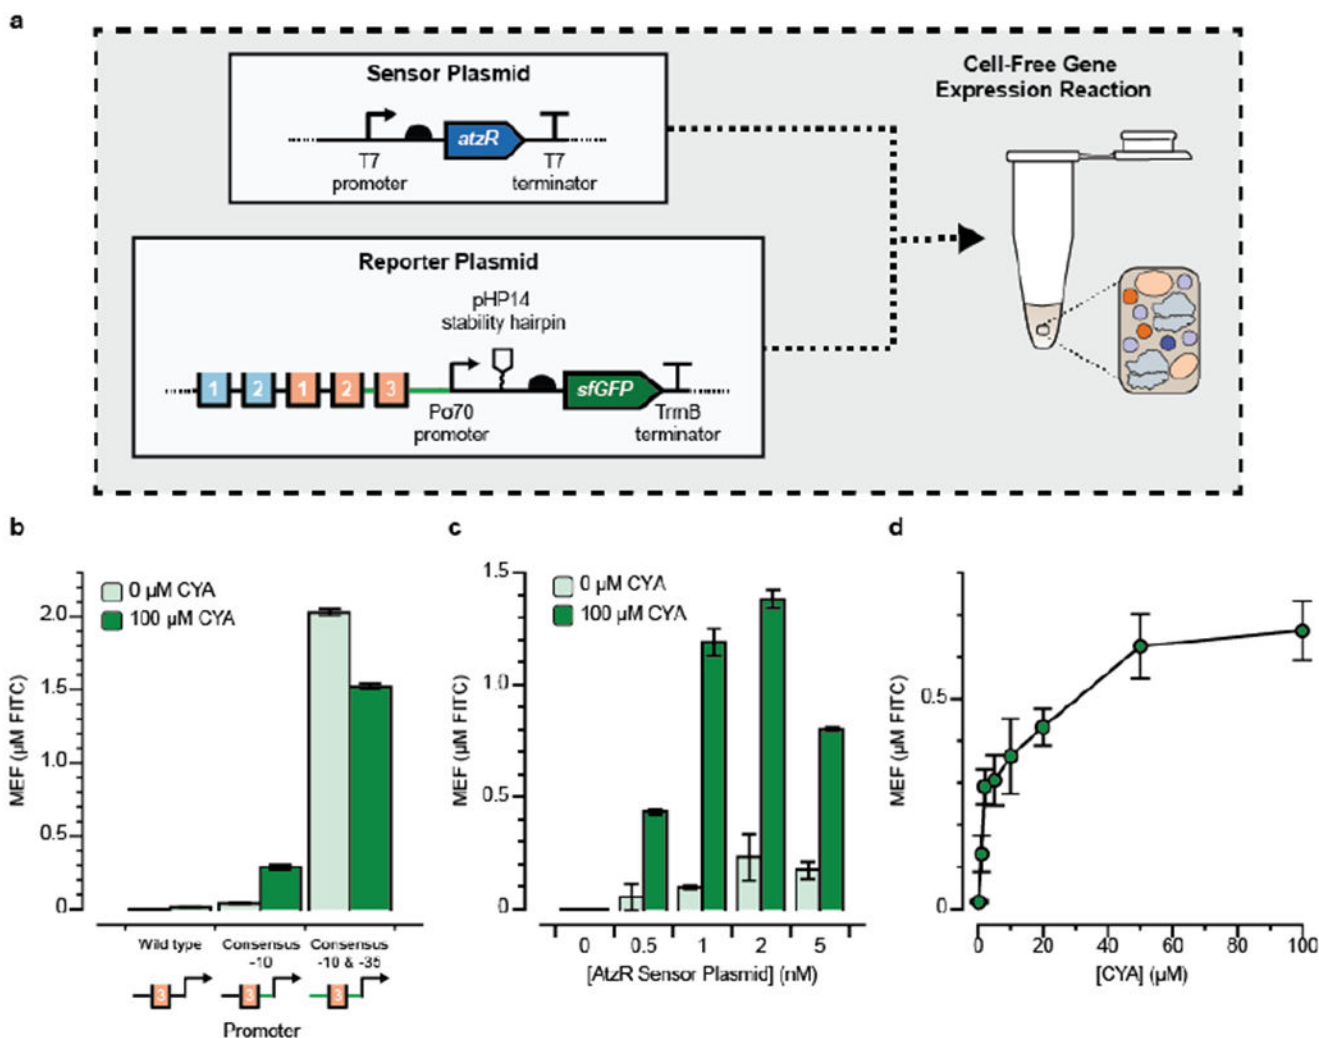 a
Sensor Plasmid
atzR
T7
promoter
T7
terminator
Cell-Free Gene
Expression Reaction
Reporter Plasmid
pHP14
stability hairpin
1 2 1 2 3
sfGFP
Pσ70
promoter
TrrnB
terminator
b
0 µM CYA
100 µM CYA
MEF (µM FITC)
2.0
1.5
1.0
0.5
0
Wild type
Consensus
-10
Consensus
-10 & -35
3 3 3
Promoter
c
0 µM CYA
100 µM CYA
MEF (µM FITC)
1.5
1.0
0.5
0
0 0.5 1 2 5
[AtzR Sensor Plasmid] (nM)
d
MEF (µM FITC)
0.5
0
0 20 40 60 80 100
[CYA] (µM)